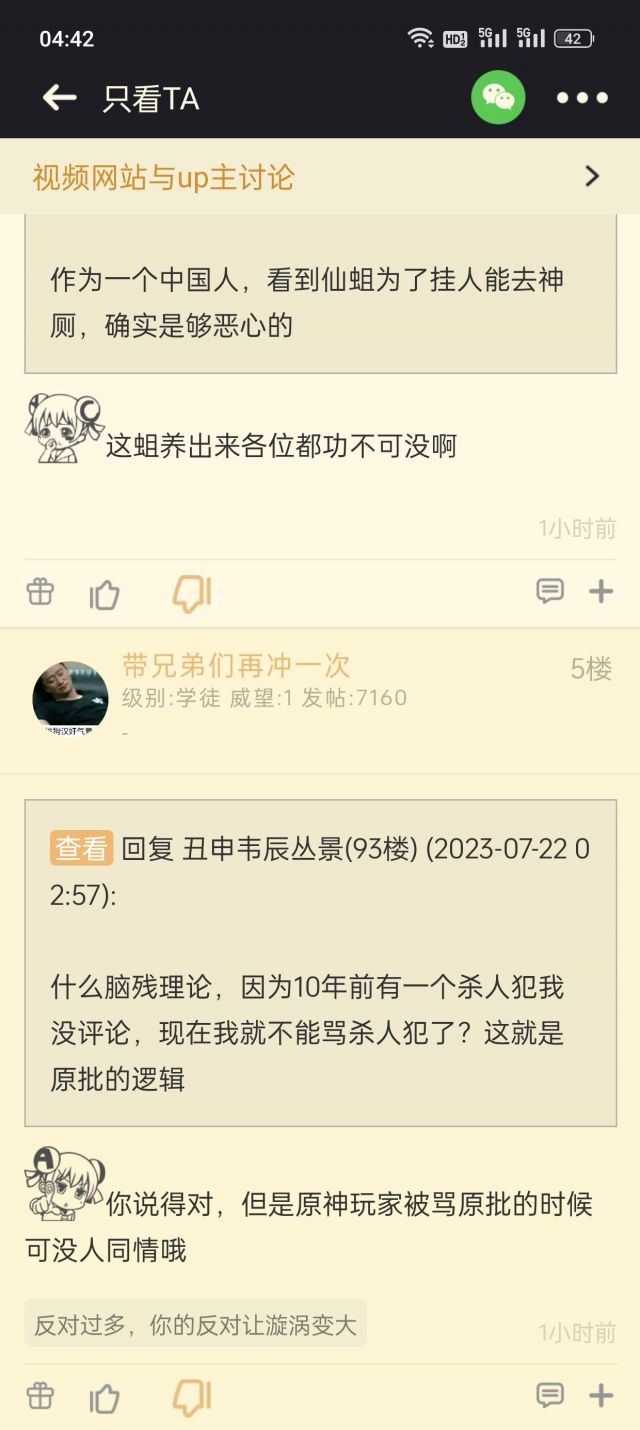 04:42
HD 5G 5G 42
只看TA
视频网站与up主讨论
作为一个中国人，看到仙蛆为了挂人能去神
厕，确实是够恶心的
这蛆养出来各位都功不可没啊
1小时前
带兄弟们再冲一次
5楼
级别:学徒 威望:1 发帖:7160
-
查看 回复 丑申韦辰丛景(93楼) (2023-07-22 0
2:57):
什么脑残理论，因为10年前有一个杀人犯我
没评论，现在我就不能骂杀人犯了？这就是
原批的逻辑
A
你说得对，但是原神玩家被骂原批的时候
可没人同情哦
反对过多，你的反对让漩涡变大
1小时前